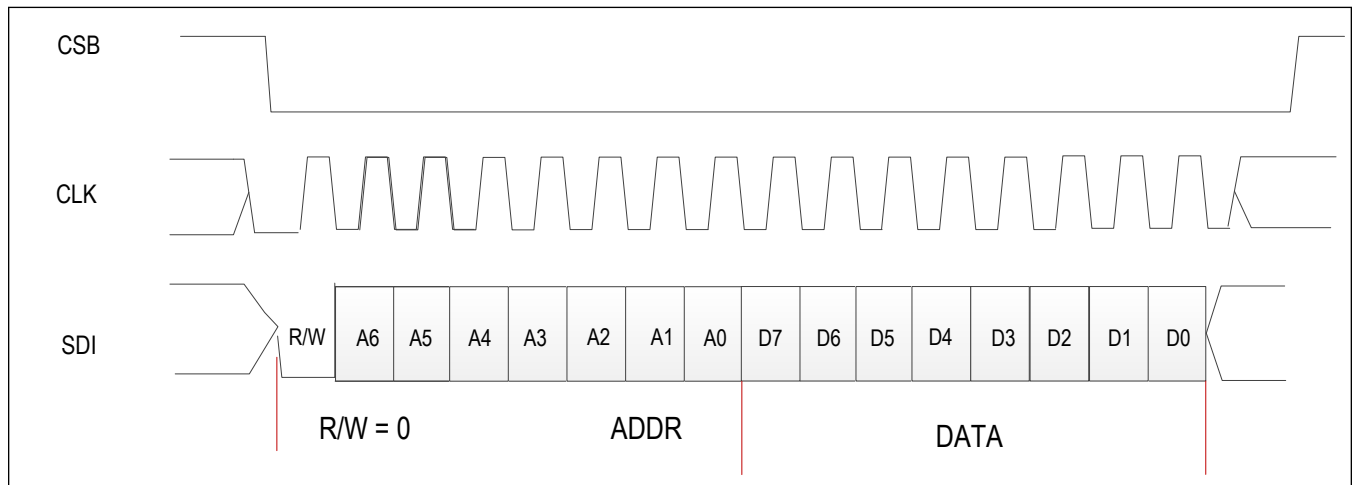 CSB
CLK
SDI
R/W A6 A5 A4 A3 A2 A1 A0 D7 D6 D5 D4 D3 D2 D1 D0
R/W = 0 ADDR DATA